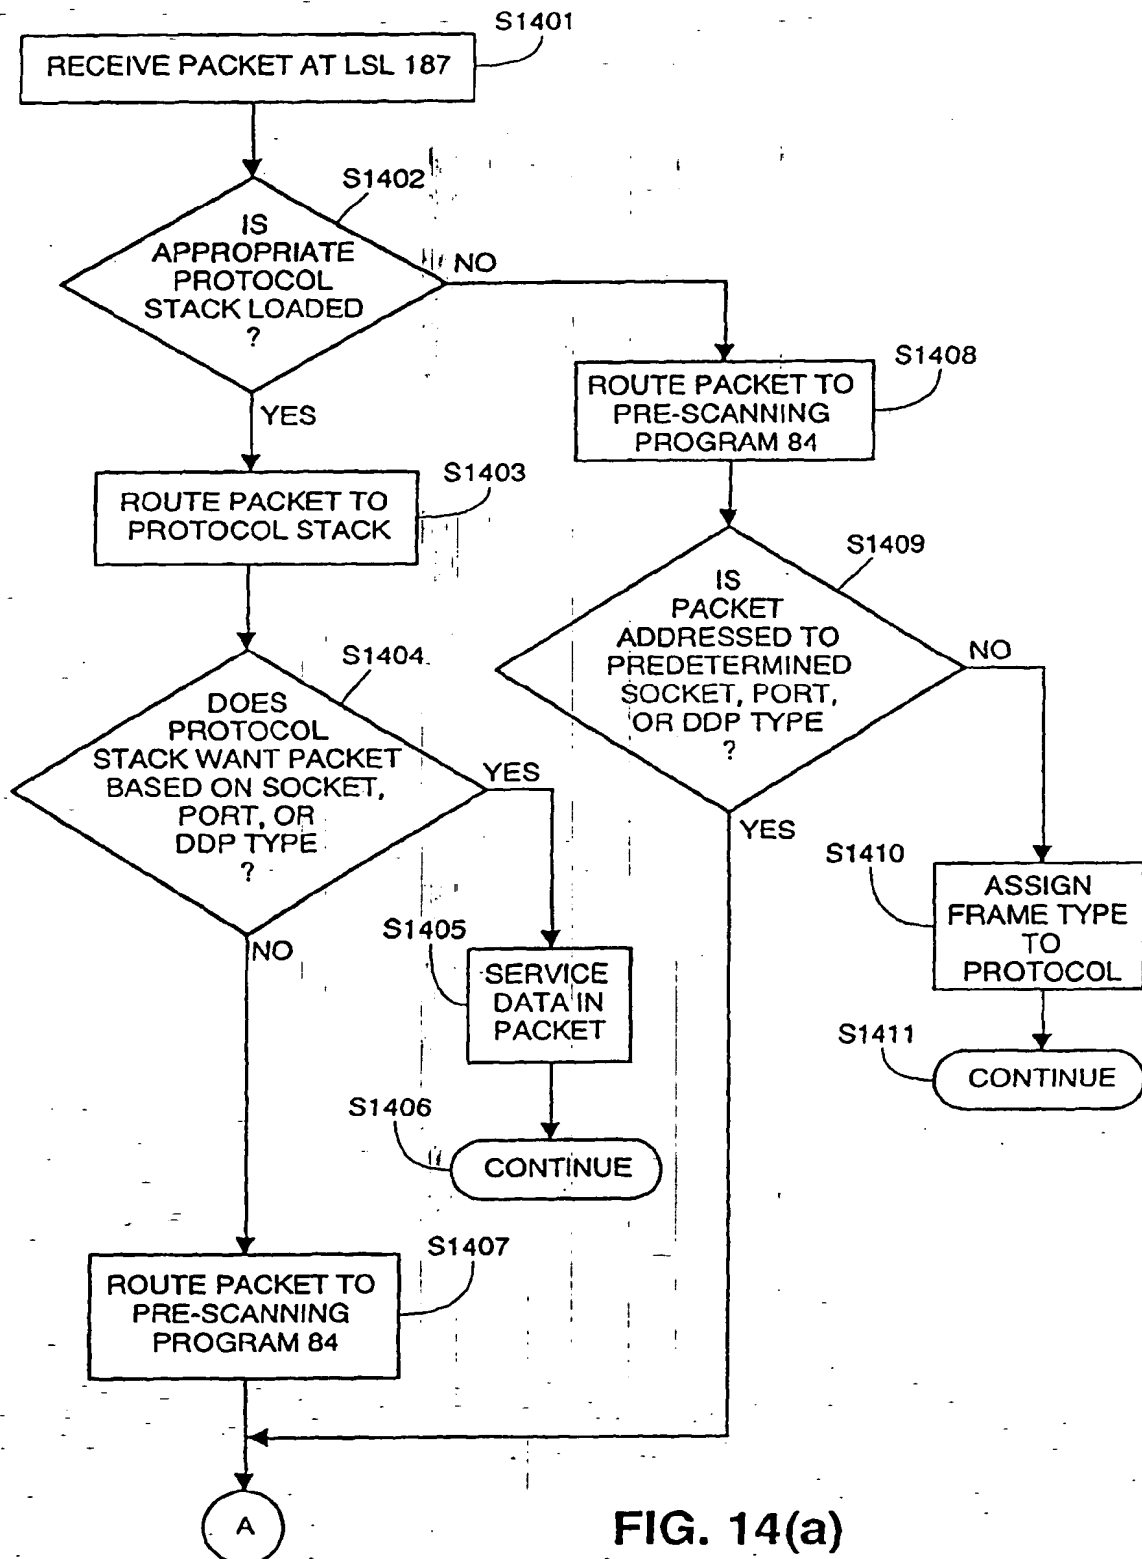 S1401
RECEIVE PACKET AT LSL 187
S1402
IS
APPROPRIATE
PROTOCOL
STACK LOADED
?
NO
YES
S1408
ROUTE PACKET TO
PRE-SCANNING
PROGRAM 84
S1403
ROUTE PACKET TO
PROTOCOL STACK
S1409
IS
PACKET
ADDRESSED TO
PREDETERMINED
SOCKET, PORT,
OR DDP TYPE
?
NO
YES
S1404
DOES
PROTOCOL
STACK WANT PACKET
BASED ON SOCKET,
PORT, OR
DDP TYPE
?
YES
NO
S1410
ASSIGN
FRAME TYPE
TO
PROTOCOL
S1405
SERVICE
DATA IN
PACKET
S1411
CONTINUE
S1406
CONTINUE
S1407
ROUTE PACKET TO
PRE-SCANNING
PROGRAM 84
A
FIG. 14(a)